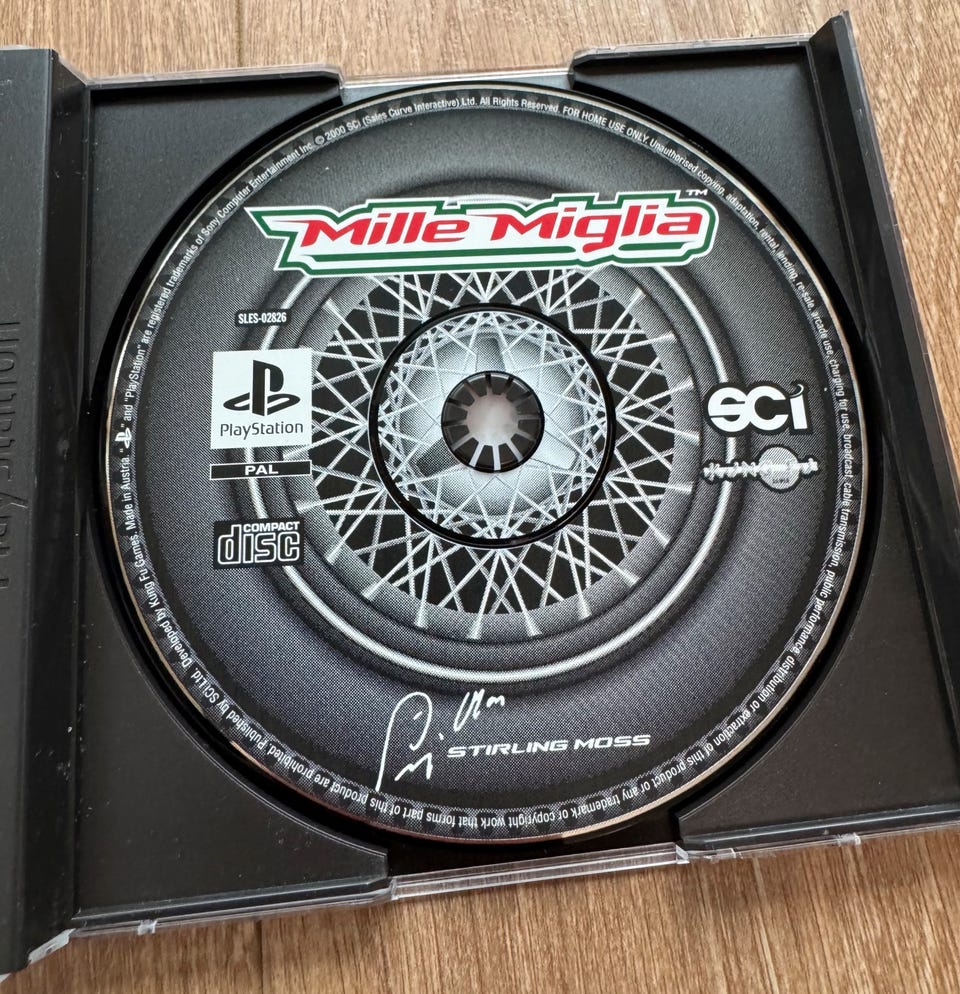 Mille Miglia™
SLES-02826
PlayStation
PAL
COMPACT
disc
SCi
STIRLING MOSS
"PlayStation" are registered trademarks of Sony Computer Entertainment Inc. © 2000 SCi (Sales Curve Interactive) Ltd. All Rights Reserved. FOR HOME USE ONLY. Unauthorised copying, adaptation, rental, lending, re-sale, arcade use, charging for use, broadcast, cable transmission, public performance, distribution or extraction of this product or any trademark or copyright work that forms part of this product are prohibited. Published by SCi Ltd. Developed by Kung Fu Games. Made in Austria. " " and